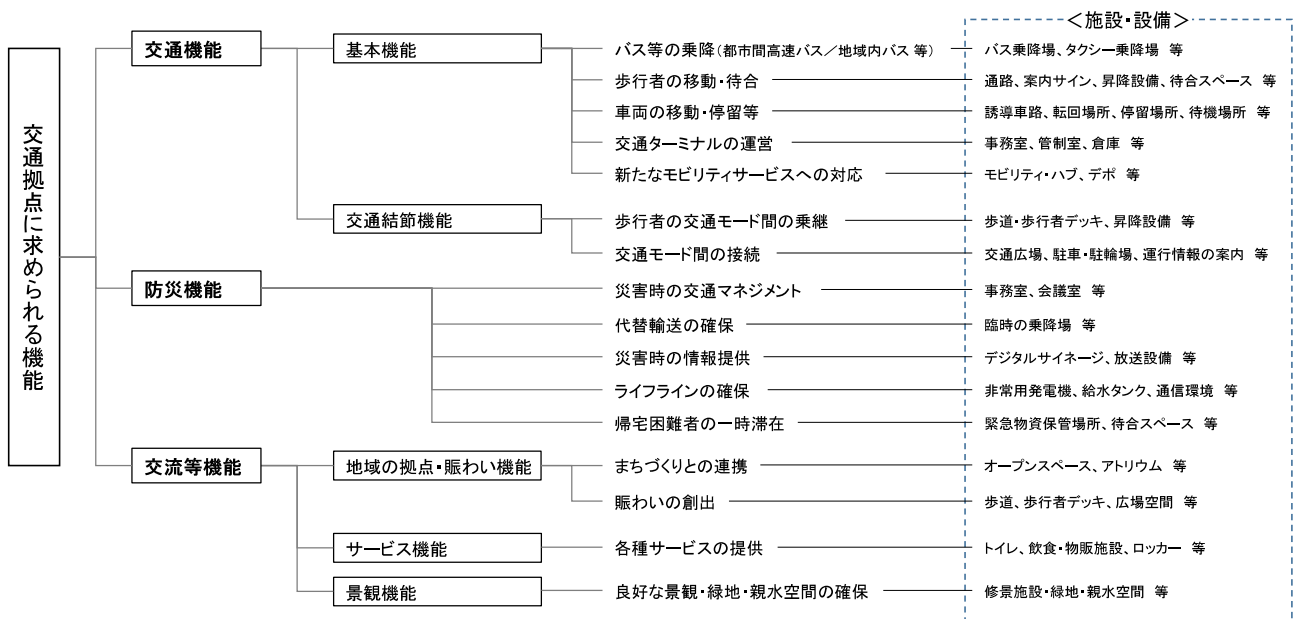 ＜施設・設備＞
交通拠点に求められる機能
交通機能
基本機能
バス等の乗降（都市間高速バス／地域内バス 等）
バス乗降場、タクシー乗降場 等
歩行者の移動・待合
通路、案内サイン、昇降設備、待合スペース 等
車両の移動・停留等
誘導車路、転回場所、停留場所、待機場所 等
交通ターミナルの運営
事務室、管制室、倉庫 等
新たなモビリティサービスへの対応
モビリティ・ハブ、デポ 等
交通結節機能
歩行者の交通モード間の乗継
歩道・歩行者デッキ、昇降設備 等
交通モード間の接続
交通広場、駐車・駐輪場、運行情報の案内 等
防災機能
災害時の交通マネジメント
事務室、会議室 等
代替輸送の確保
臨時の乗降場 等
災害時の情報提供
デジタルサイネージ、放送設備 等
ライフラインの確保
非常用発電機、給水タンク、通信環境 等
帰宅困難者の一時滞在
緊急物資保管場所、待合スペース 等
交流等機能
地域の拠点・賑わい機能
まちづくりとの連携
オープンスペース、アトリウム 等
賑わいの創出
歩道、歩行者デッキ、広場空間 等
サービス機能
各種サービスの提供
トイレ、飲食・物販施設、ロッカー 等
景観機能
良好な景観・緑地・親水空間の確保
修景施設・緑地・親水空間 等